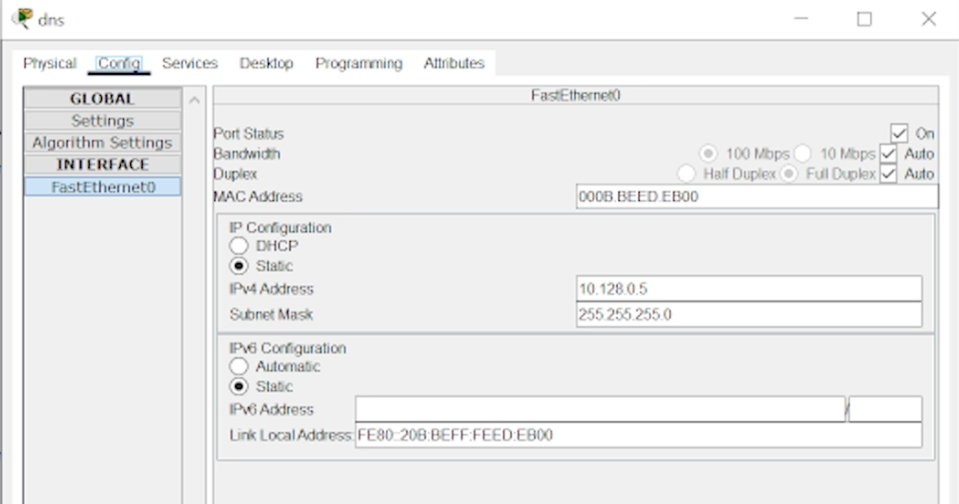 dns
Physical Config Services Desktop Programming Attributes
GLOBAL
Settings
Algorithm Settings
INTERFACE
FastEthernet0
FastEthernet0
Port Status On
Bandwidth 100 Mbps 10 Mbps Auto
Duplex Half Duplex Full Duplex Auto
MAC Address 000B.BEED.EB00
IP Configuration
DHCP
Static
IPv4 Address 10.128.0.5
Subnet Mask 255.255.255.0
IPv6 Configuration
Automatic
Static
IPv6 Address /
Link Local Address: FE80::20B:BEFF:FEED:EB00